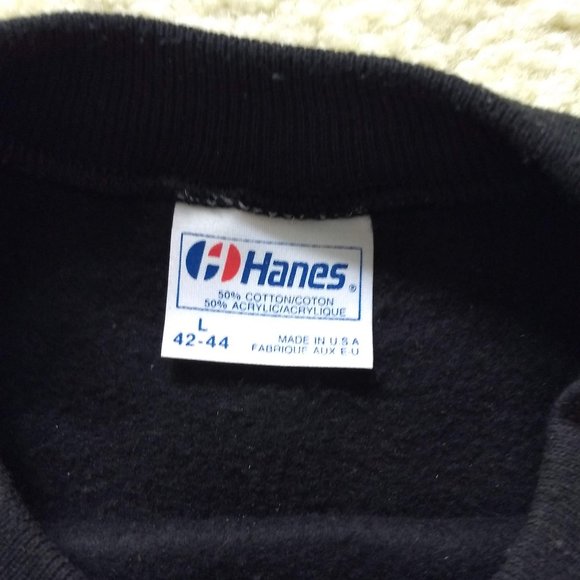 Hanes®
50% COTTON/COTON
50% ACRYLIC/ACRYLIQUE
L
42-44
MADE IN U.S.A
FABRIQUE AUX E-U